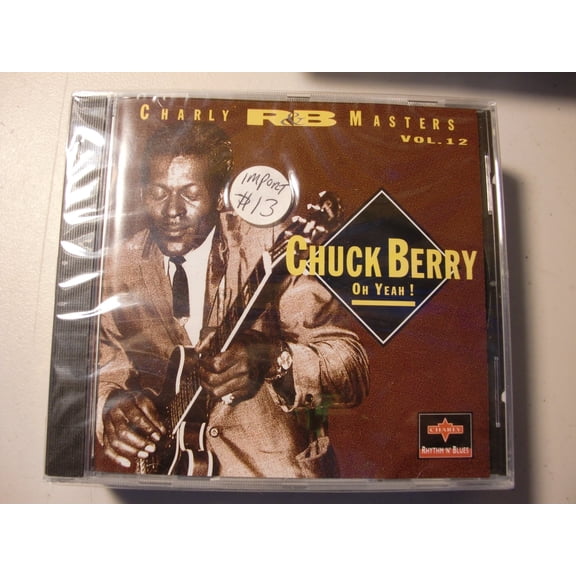 CHARLY R&B MASTERS
VOL.12
IMPORT
#13
CHUCK BERRY
OH YEAH!
CHARLY
RHYTHM 'N' BLUES